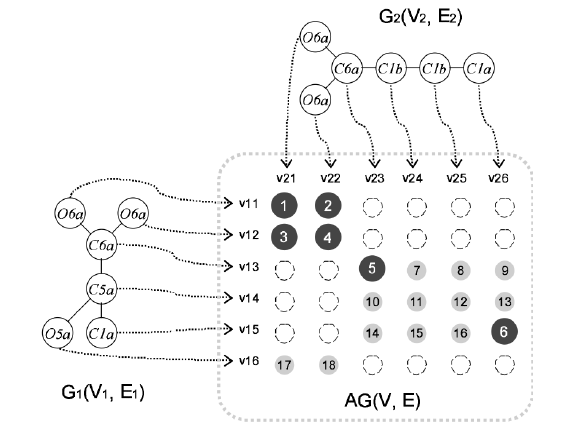 G2(V2, E2)
O6a
C6a C1b C1b C1a
O6a
v21 v22 v23 v24 v25 v26
v11 1 2
O6a O6a
v12 3 4
C6a
v13 5 7 8 9
C5a
v14 10 11 12 13
O5a C1a
v15 14 15 16 6
v16 17 18
G1(V1, E1)
AG(V, E)